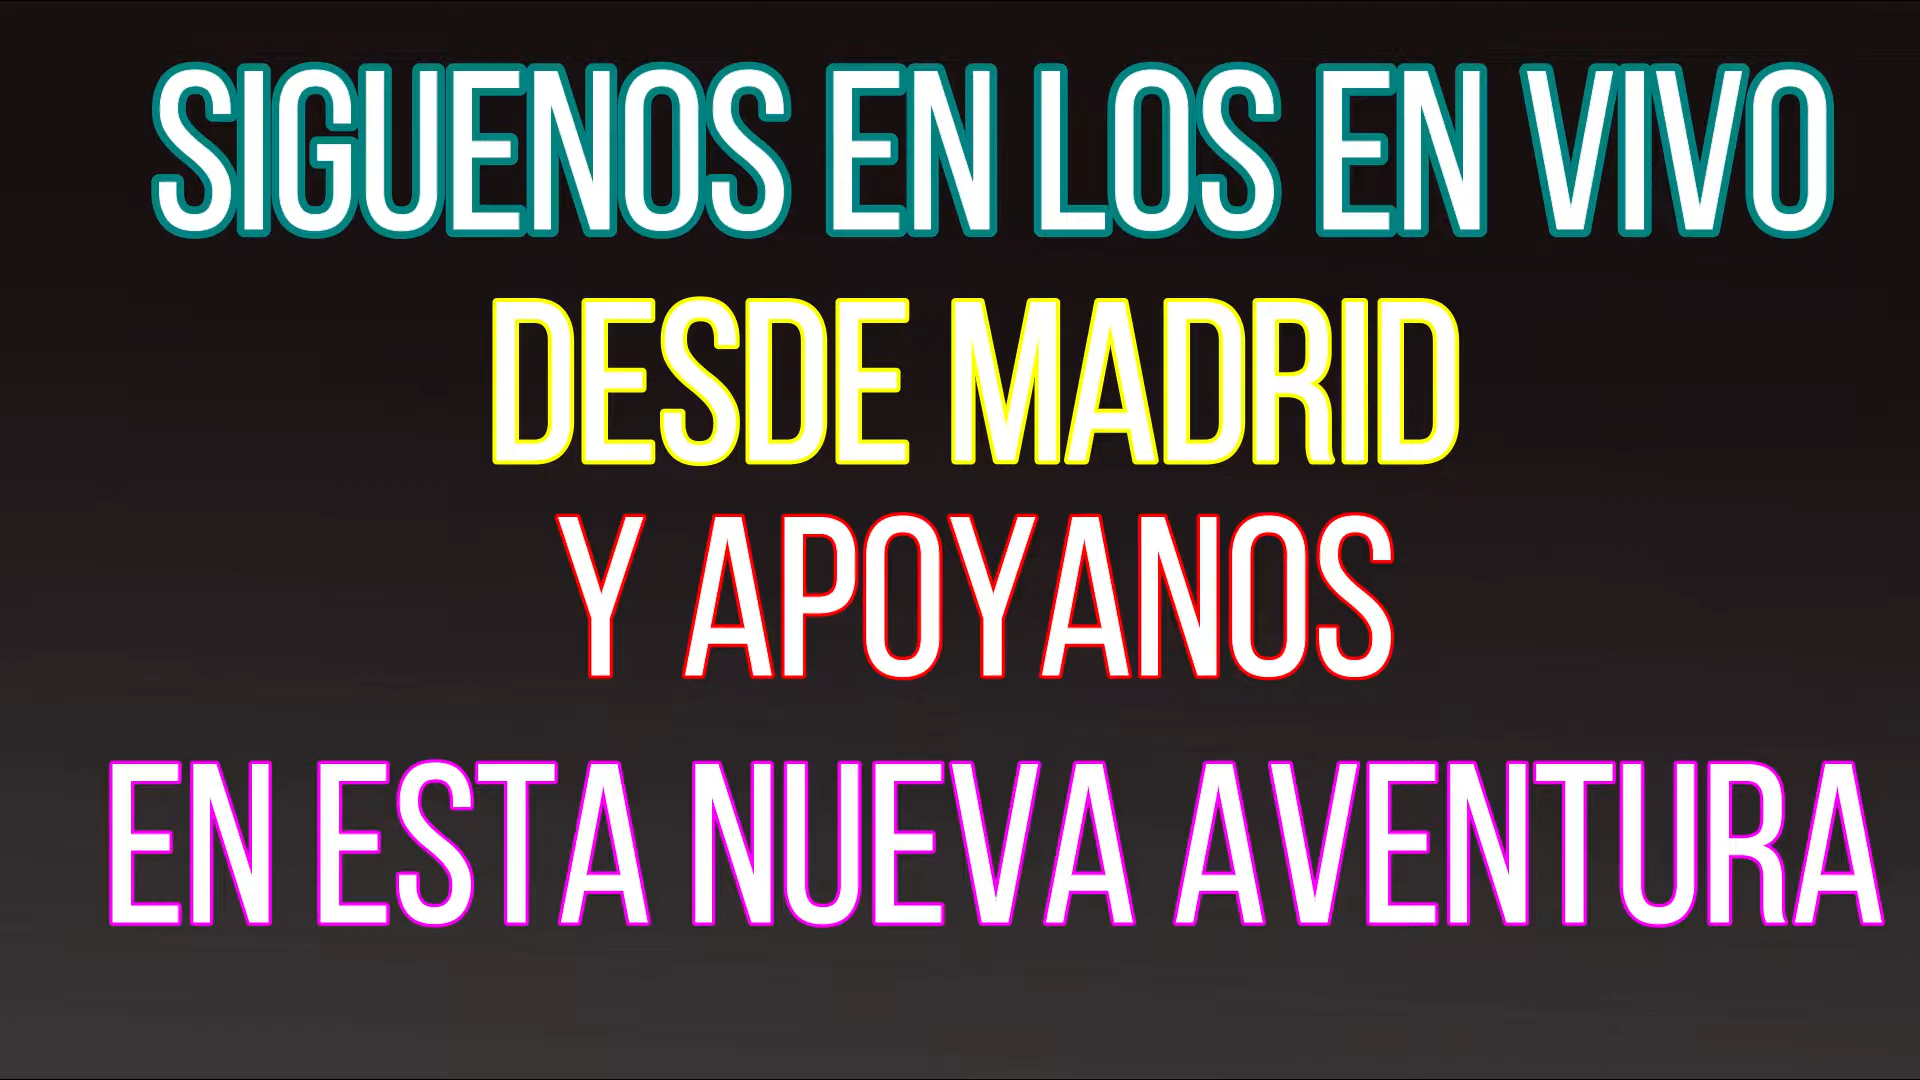 SIGUENOS EN LOS EN VIVO
DESDE MADRID
Y APOYANOS
EN ESTA NUEVA AVENTURA